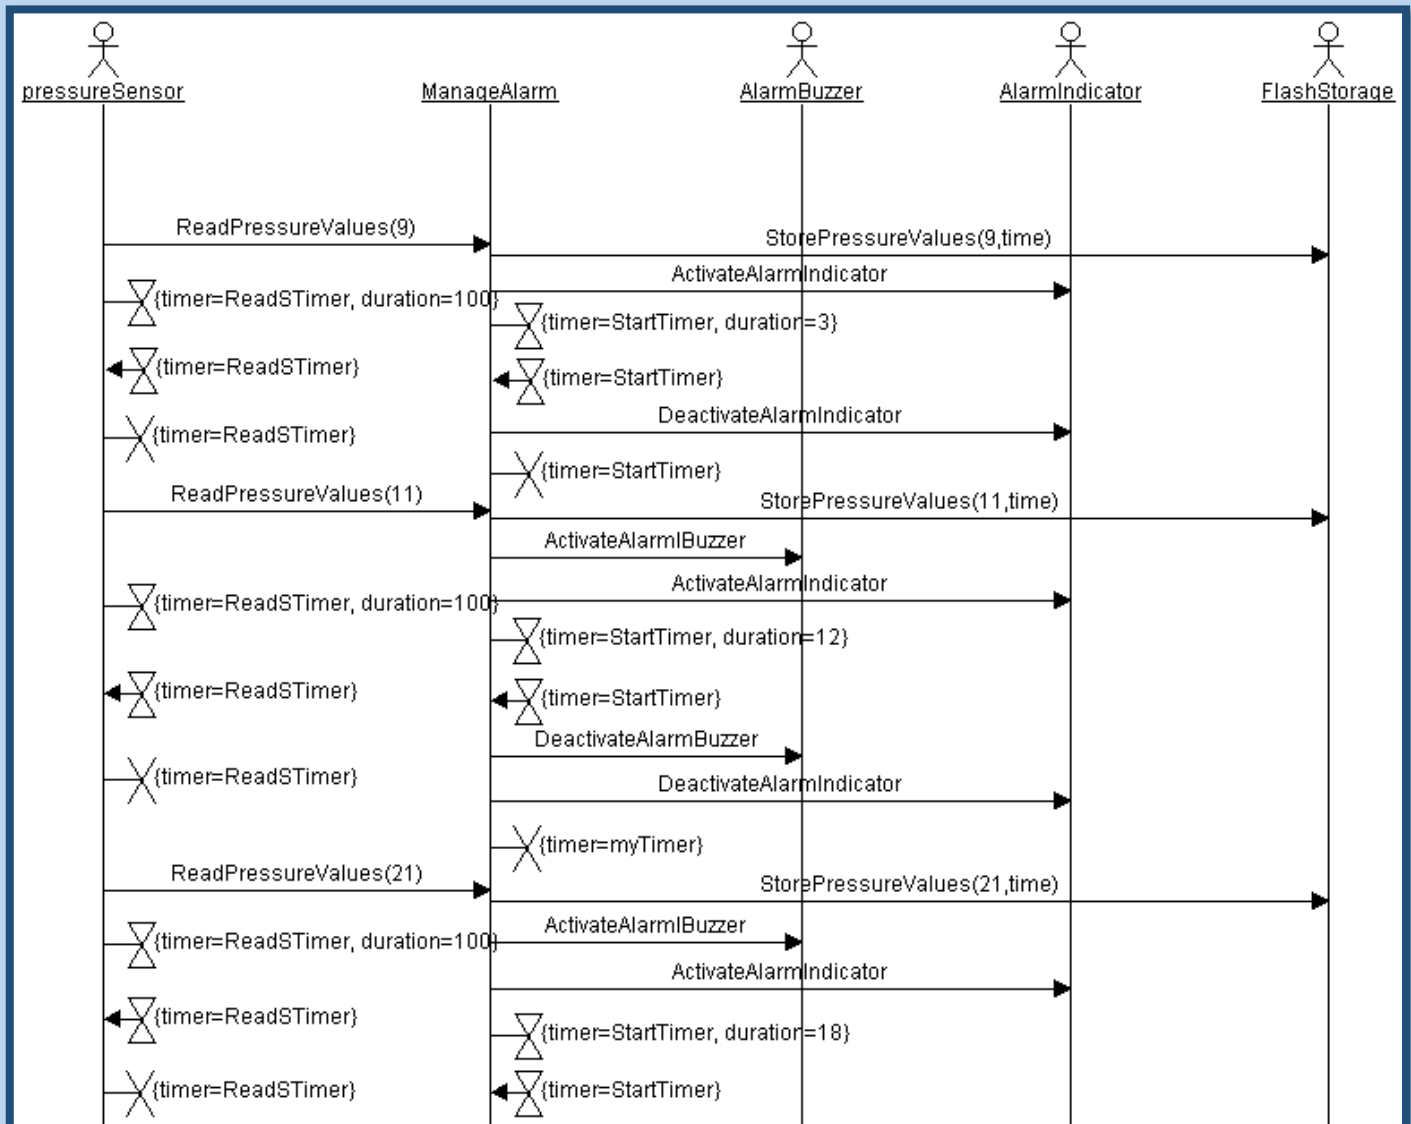 pressureSensor ManageAlarm AlarmBuzzer AlarmIndicator FlashStorage
ReadPressureValues(9)
StorePressureValues(9,time)
ActivateAlarmIndicator
{timer=ReadSTimer, duration=100}
{timer=StartTimer, duration=3}
{timer=ReadSTimer}
{timer=StartTimer}
DeactivateAlarmIndicator
{timer=ReadSTimer}
{timer=StartTimer}
ReadPressureValues(11)
StorePressureValues(11,time)
ActivateAlarmIBuzzer
ActivateAlarmIndicator
{timer=ReadSTimer, duration=100}
{timer=StartTimer, duration=12}
{timer=ReadSTimer}
{timer=StartTimer}
DeactivateAlarmBuzzer
{timer=ReadSTimer}
DeactivateAlarmIndicator
{timer=myTimer}
ReadPressureValues(21)
StorePressureValues(21,time)
ActivateAlarmIBuzzer
{timer=ReadSTimer, duration=100}
ActivateAlarmIndicator
{timer=ReadSTimer}
{timer=StartTimer, duration=18}
{timer=ReadSTimer}
{timer=StartTimer}